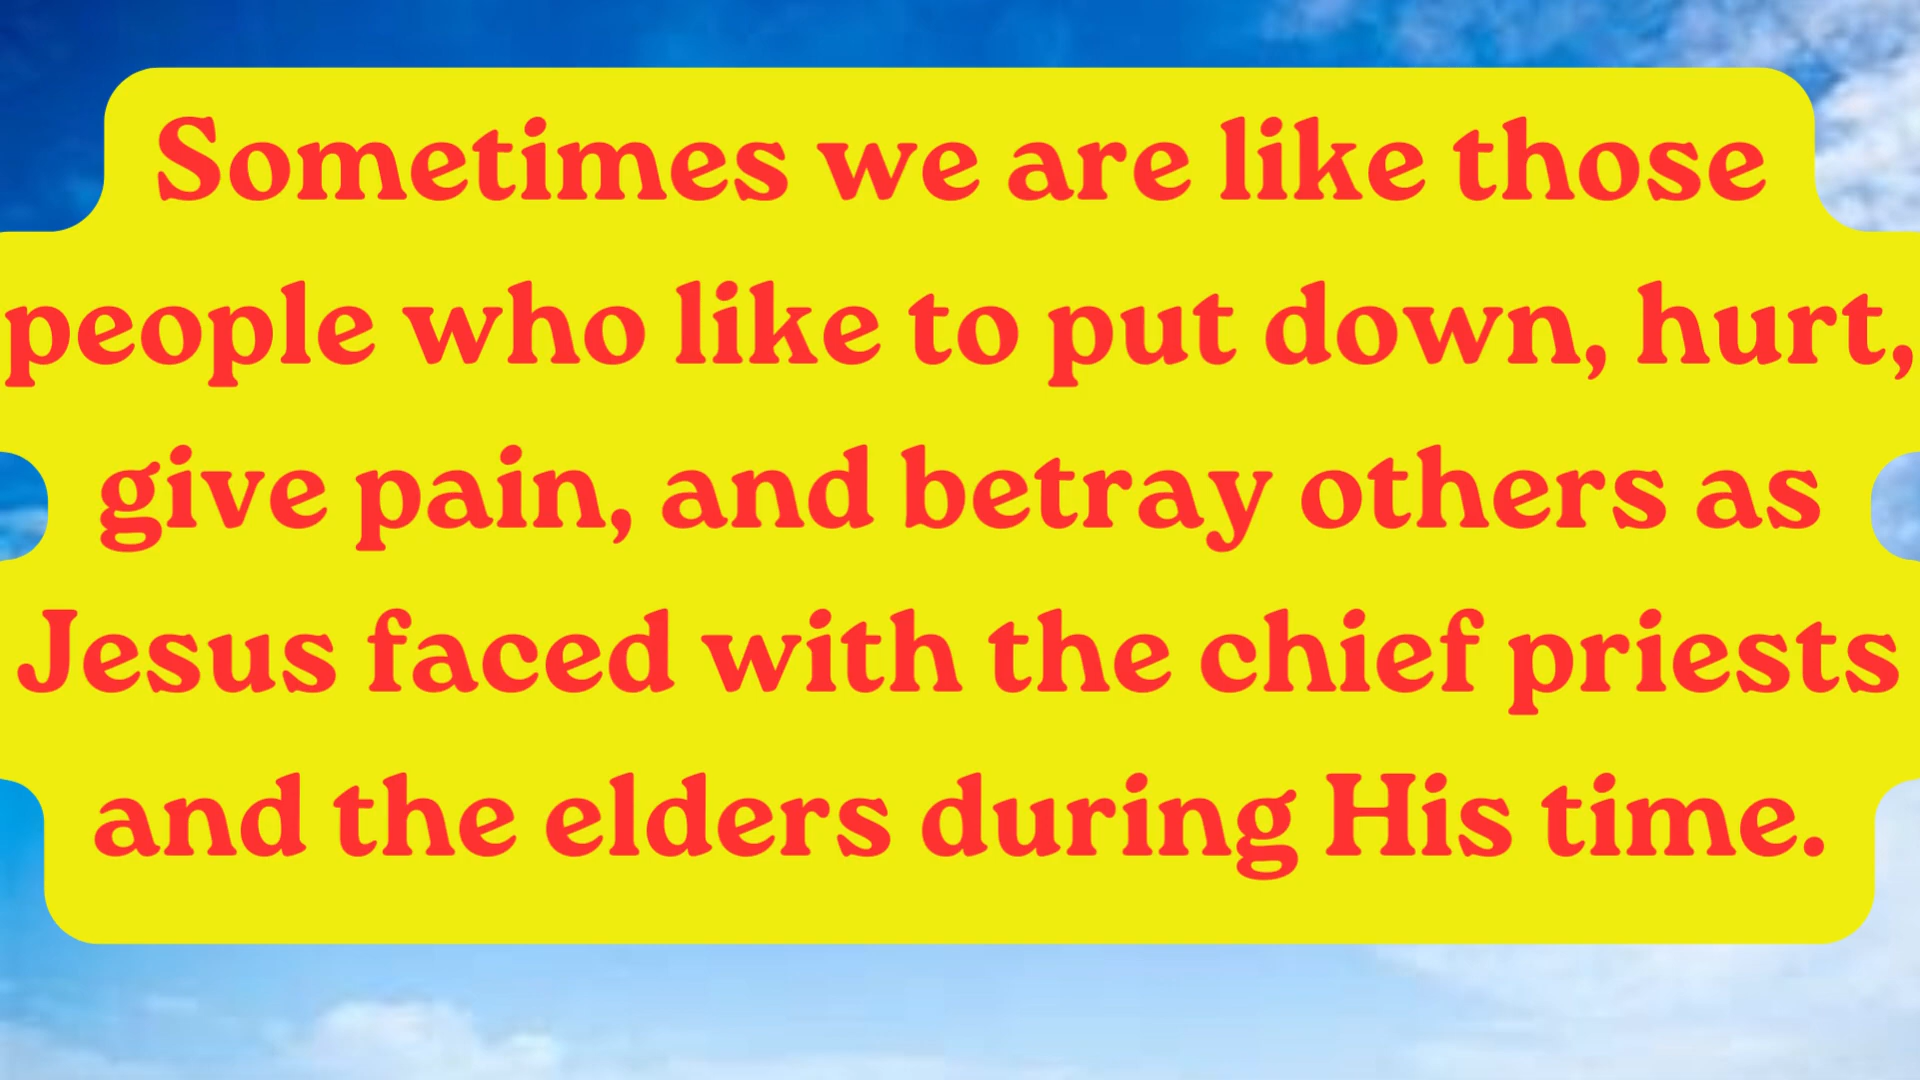 Sometimes we are like those
people who like to put down, hurt,
give pain, and betray others as
Jesus faced with the chief priests
and the elders during His time.